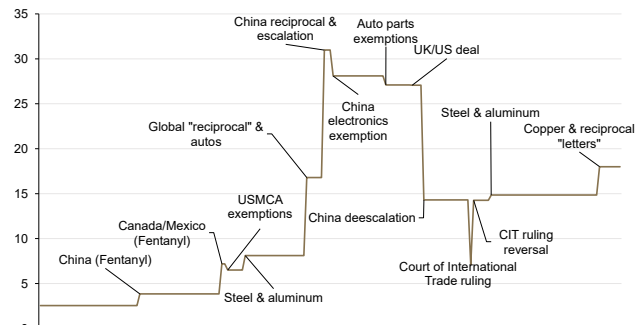 35
30
25
20
15
10
5
China reciprocal &
escalation
Auto parts
exemptions
UK/US deal
China
electronics
exemption
Global "reciprocal" &
autos
Steel & aluminum
Copper & reciprocal
"letters"
USMCA
exemptions
Canada/Mexico
(Fentanyl)
China deescalation
CIT ruling
reversal
China (Fentanyl)
Court of International
Trade ruling
Steel & aluminum